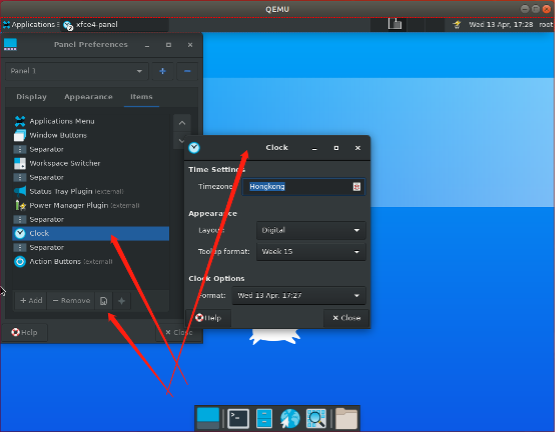 QEMU
Applications
xfce4-panel
Wed 13 Apr, 17:28
root
Panel Preferences
Panel 1
Display
Appearance
Items
Applications Menu
Window Buttons
Separator
Workspace Switcher
Separator
Status Tray Plugin (external)
Power Manager Plugin (external)
Separator
Clock
Separator
Action Buttons (external)
Add
Remove
Help
Close
Clock
Time Settings
Timezone:
Hongkong
Appearance
Layout:
Digital
Tooltip format:
Week 15
Clock Options
Format:
Wed 13 Apr, 17:27
Help
Close